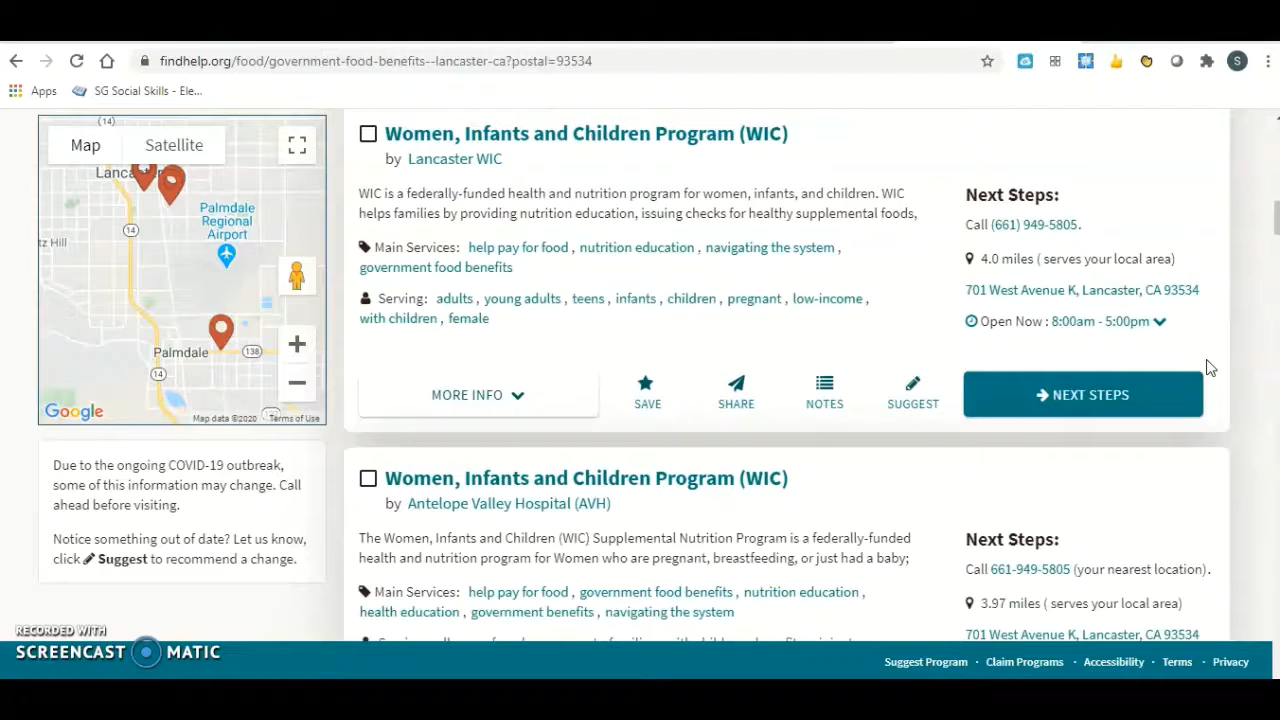 findhelp.org/food/government-food-benefits--lancaster-ca?postal=93534
S
Apps
SG Social Skills - Ele...
Map
Satellite
(14)
Lancaster
14
Palmdale
Regional
Airport
tz Hill
Palmdale
138
14
Google
Map data ©2020
Terms of Use
Due to the ongoing COVID-19 outbreak,
some of this information may change. Call
ahead before visiting.
Notice something out of date? Let us know,
click Suggest to recommend a change.
Women, Infants and Children Program (WIC)
by Lancaster WIC
WIC is a federally-funded health and nutrition program for women, infants, and children. WIC
helps families by providing nutrition education, issuing checks for healthy supplemental foods,
Main Services: help pay for food , nutrition education , navigating the system ,
government food benefits
Serving: adults , young adults , teens , infants , children , pregnant , low-income ,
with children , female
Next Steps:
Call (661) 949-5805.
4.0 miles ( serves your local area)
701 West Avenue K, Lancaster, CA 93534
Open Now : 8:00am - 5:00pm
MORE INFO
SAVE
SHARE
NOTES
SUGGEST
NEXT STEPS
Women, Infants and Children Program (WIC)
by Antelope Valley Hospital (AVH)
The Women, Infants and Children (WIC) Supplemental Nutrition Program is a federally-funded
health and nutrition program for Women who are pregnant, breastfeeding, or just had a baby;
Main Services: help pay for food , government food benefits , nutrition education ,
health education , government benefits , navigating the system
Next Steps:
Call 661-949-5805 (your nearest location).
3.97 miles ( serves your local area)
701 West Avenue K, Lancaster, CA 93534
RECORDED WITH
SCREENCAST MATIC
Suggest Program · Claim Programs · Accessibility · Terms · Privacy